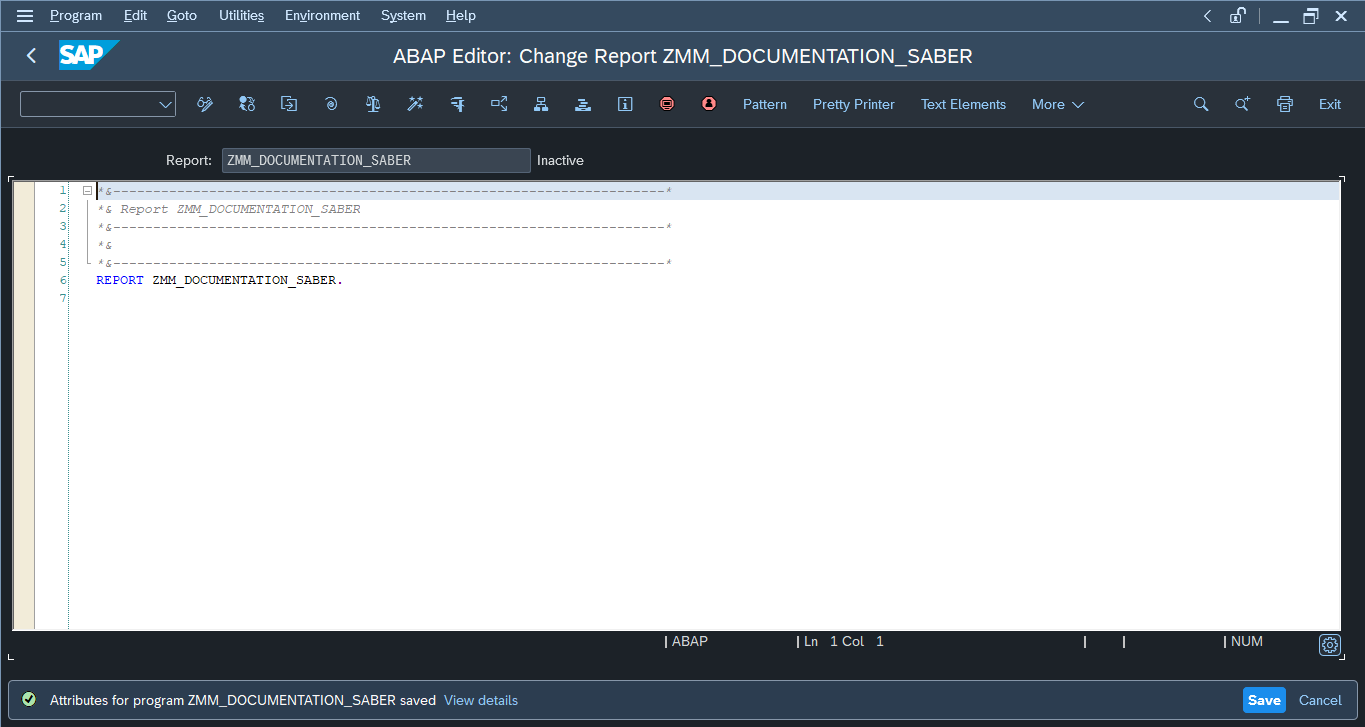 Program Edit Goto Utilities Environment System Help
SAP ABAP Editor: Change Report ZMM_DOCUMENTATION_SABER
Pattern Pretty Printer Text Elements More Exit
Report: ZMM_DOCUMENTATION_SABER Inactive
1 *&---------------------------------------------------------------------*
2 *& Report ZMM_DOCUMENTATION_SABER
3 *&---------------------------------------------------------------------*
4 *&
5 *&---------------------------------------------------------------------*
6 REPORT ZMM_DOCUMENTATION_SABER.
7
| ABAP | Ln 1 Col 1 | | | NUM
Attributes for program ZMM_DOCUMENTATION_SABER saved View details Save Cancel